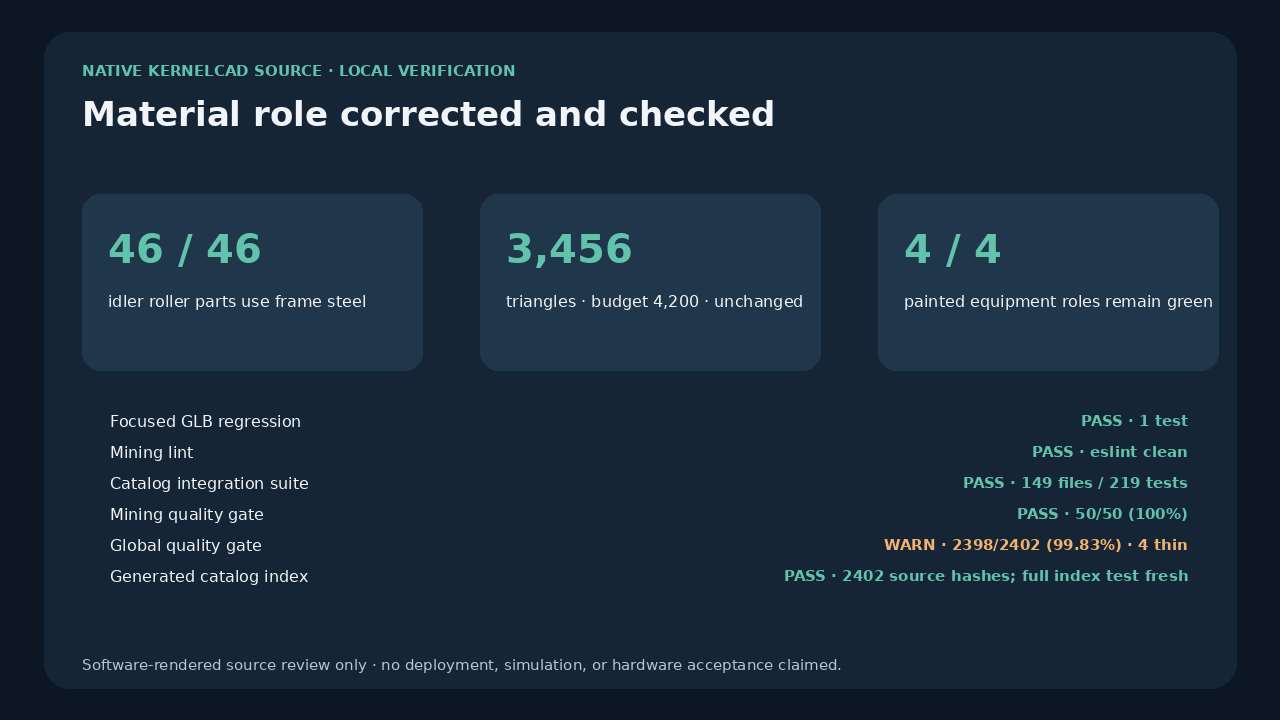 NATIVE KERNELCAD SOURCE · LOCAL VERIFICATION
Material role corrected and checked
46 / 46
idler roller parts use frame steel
3,456
triangles · budget 4,200 · unchanged
4 / 4
painted equipment roles remain green
Focused GLB regression PASS · 1 test
Mining lint PASS · eslint clean
Catalog integration suite PASS · 149 files / 219 tests
Mining quality gate PASS · 50/50 (100%)
Global quality gate WARN · 2398/2402 (99.83%) · 4 thin
Generated catalog index PASS · 2402 source hashes; full index test fresh
Software-rendered source review only · no deployment, simulation, or hardware acceptance claimed.